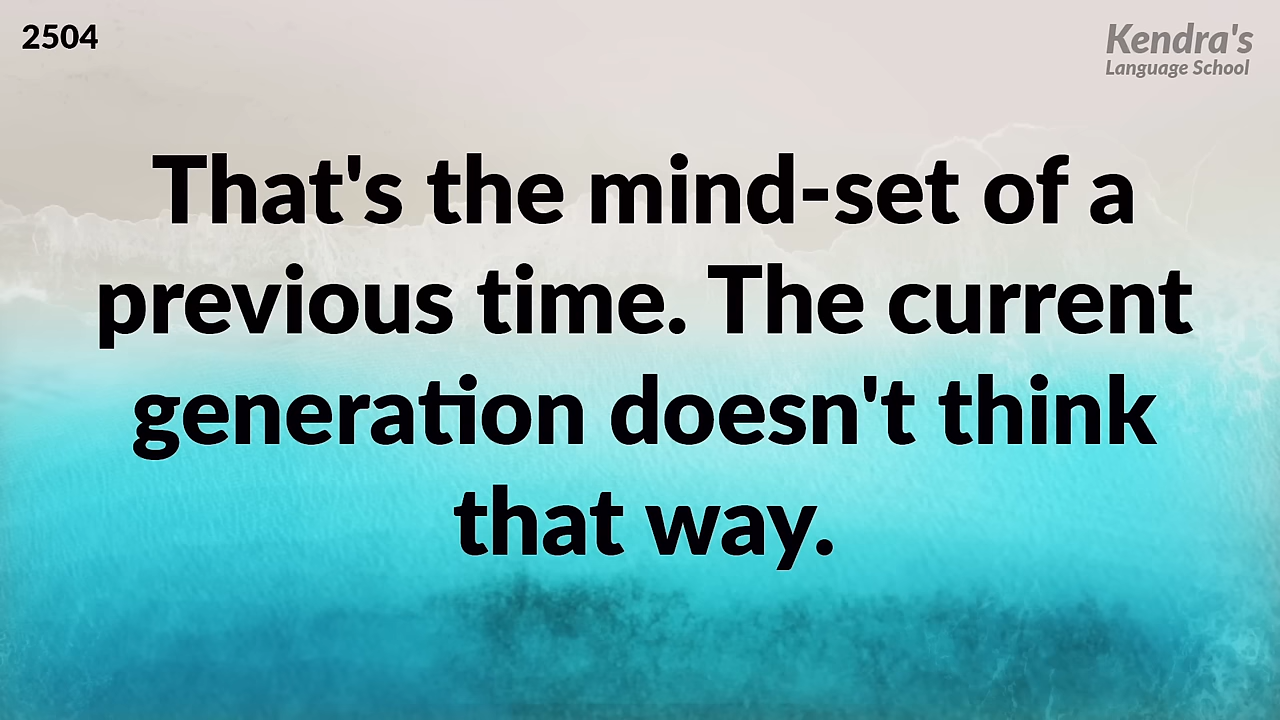 2504
Kendra's
Language School
That's the mind-set of a
previous time. The current
generation doesn't think
that way.